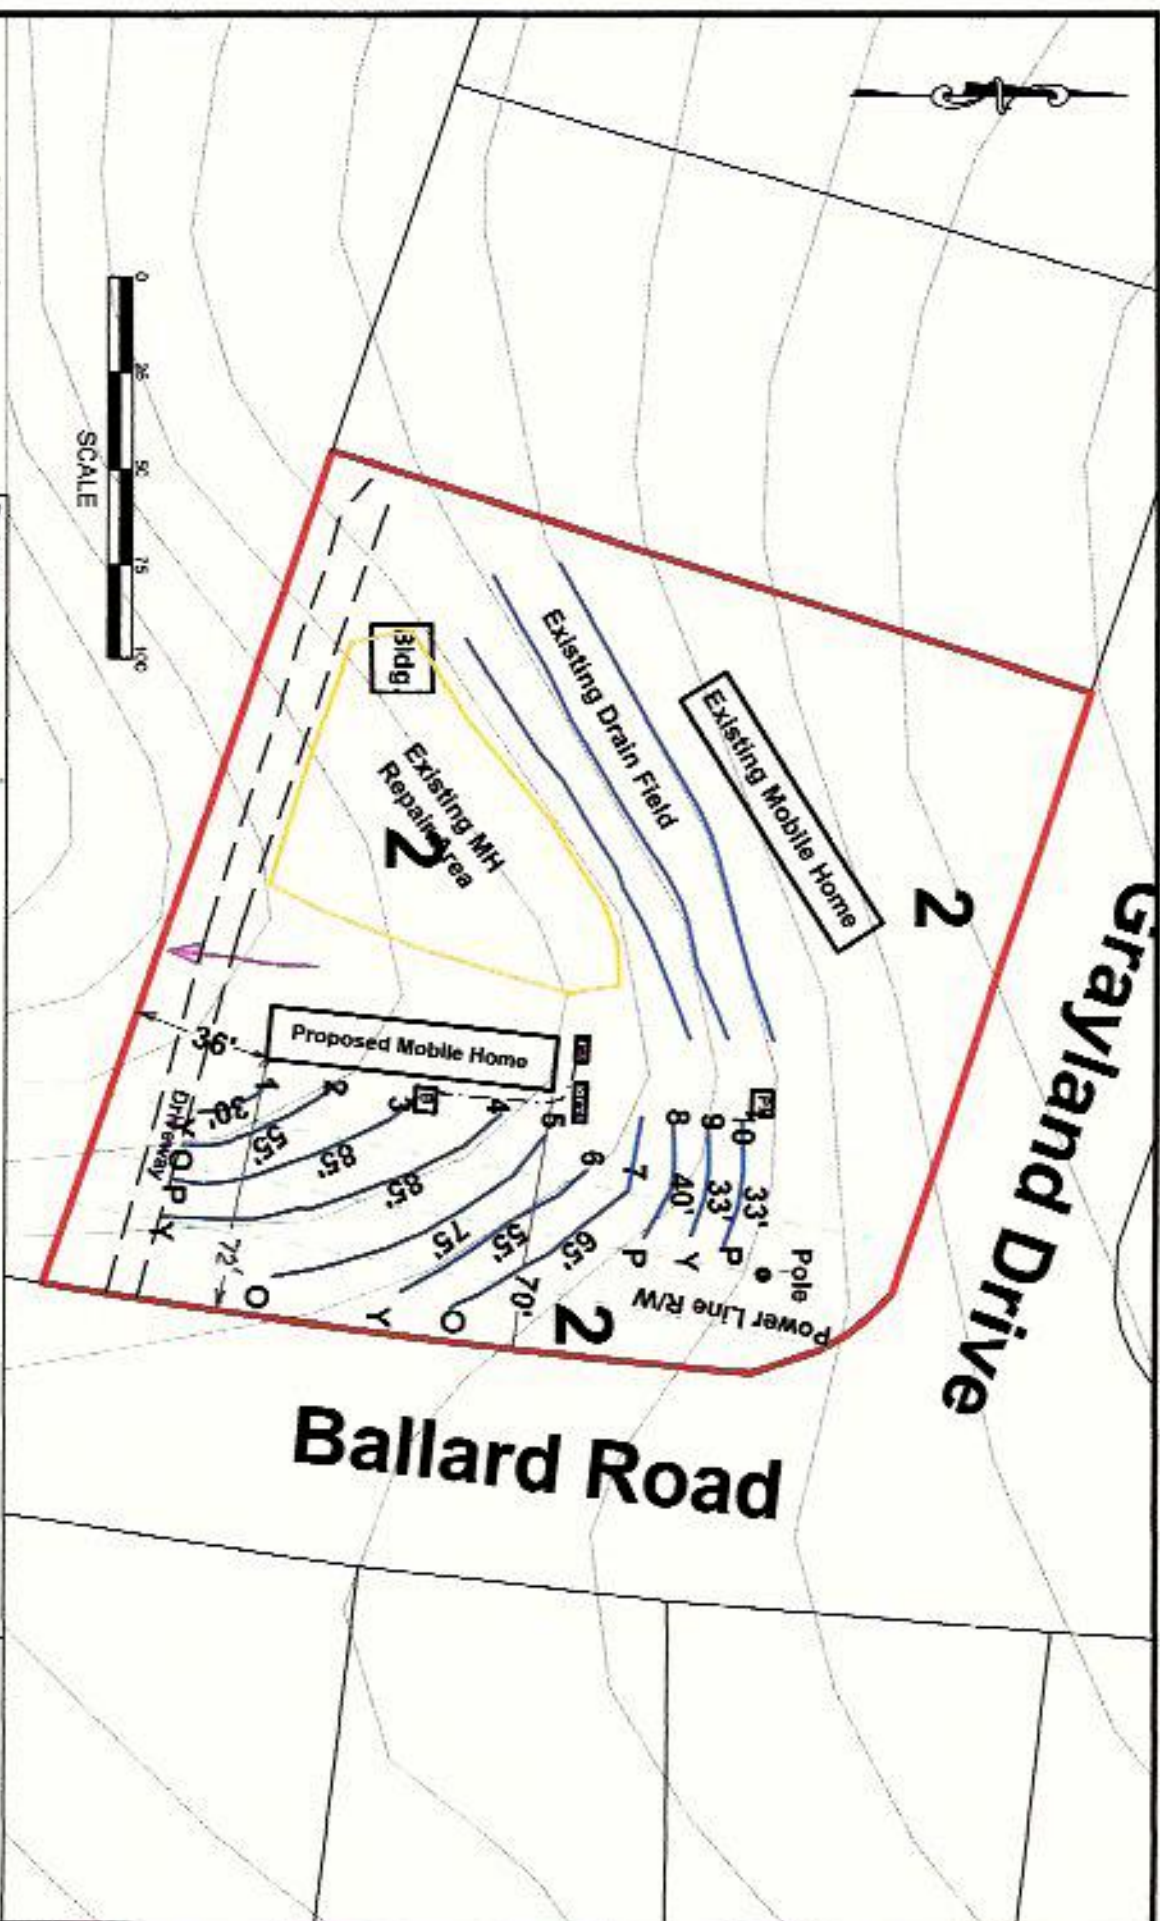 Grayland Drive
2
Existing Mobile Home
Existing Drain Field
Bldg.
Existing MH
Repair Area
2
0
25
50
75
100
SCALE
Proposed Mobile Home
36'
Driveway
1
2
3
4
5
6
7
8
9
10
30'
55'
85'
85'
75'
55'
65'
70'
40'
33'
33'
72'
Y
O
P
Y
O
Y
O
P
Y
P
Pole
Power Line R/W
2
Ballard Road